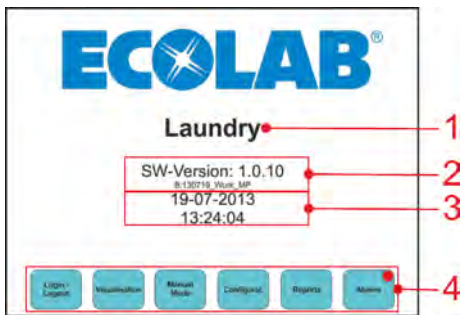 ECOLAB®
Laundry
1
SW-Version: 1.0.10
B:130719_Work_MP
2
19-07-2013
3
13:24:04
Login -
Logout
Visualisation
Manual
Mode
Configurat.
Reports
Alarms
4